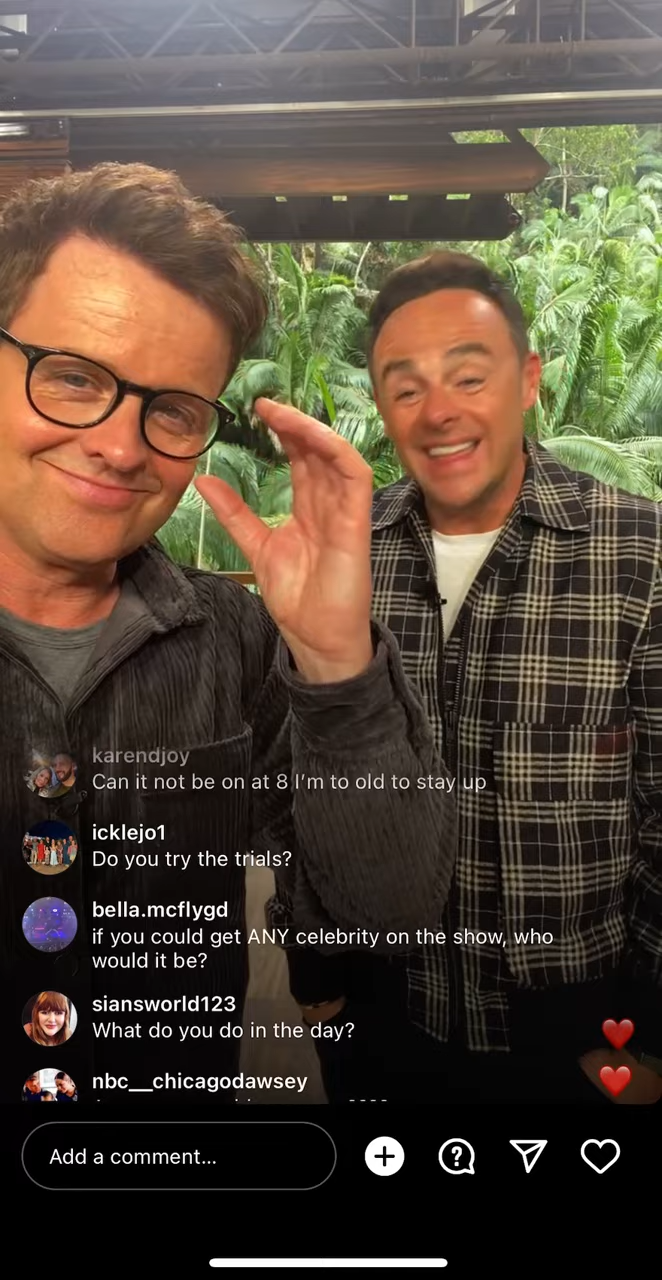 karendjoy
Can it not be on at 8 I'm to old to stay up
icklejo1
Do you try the trials?
bella.mcflygd
if you could get ANY celebrity on the show, who
would it be?
siansworld123
What do you do in the day?
nbc__chicagodawsey
Add a comment...